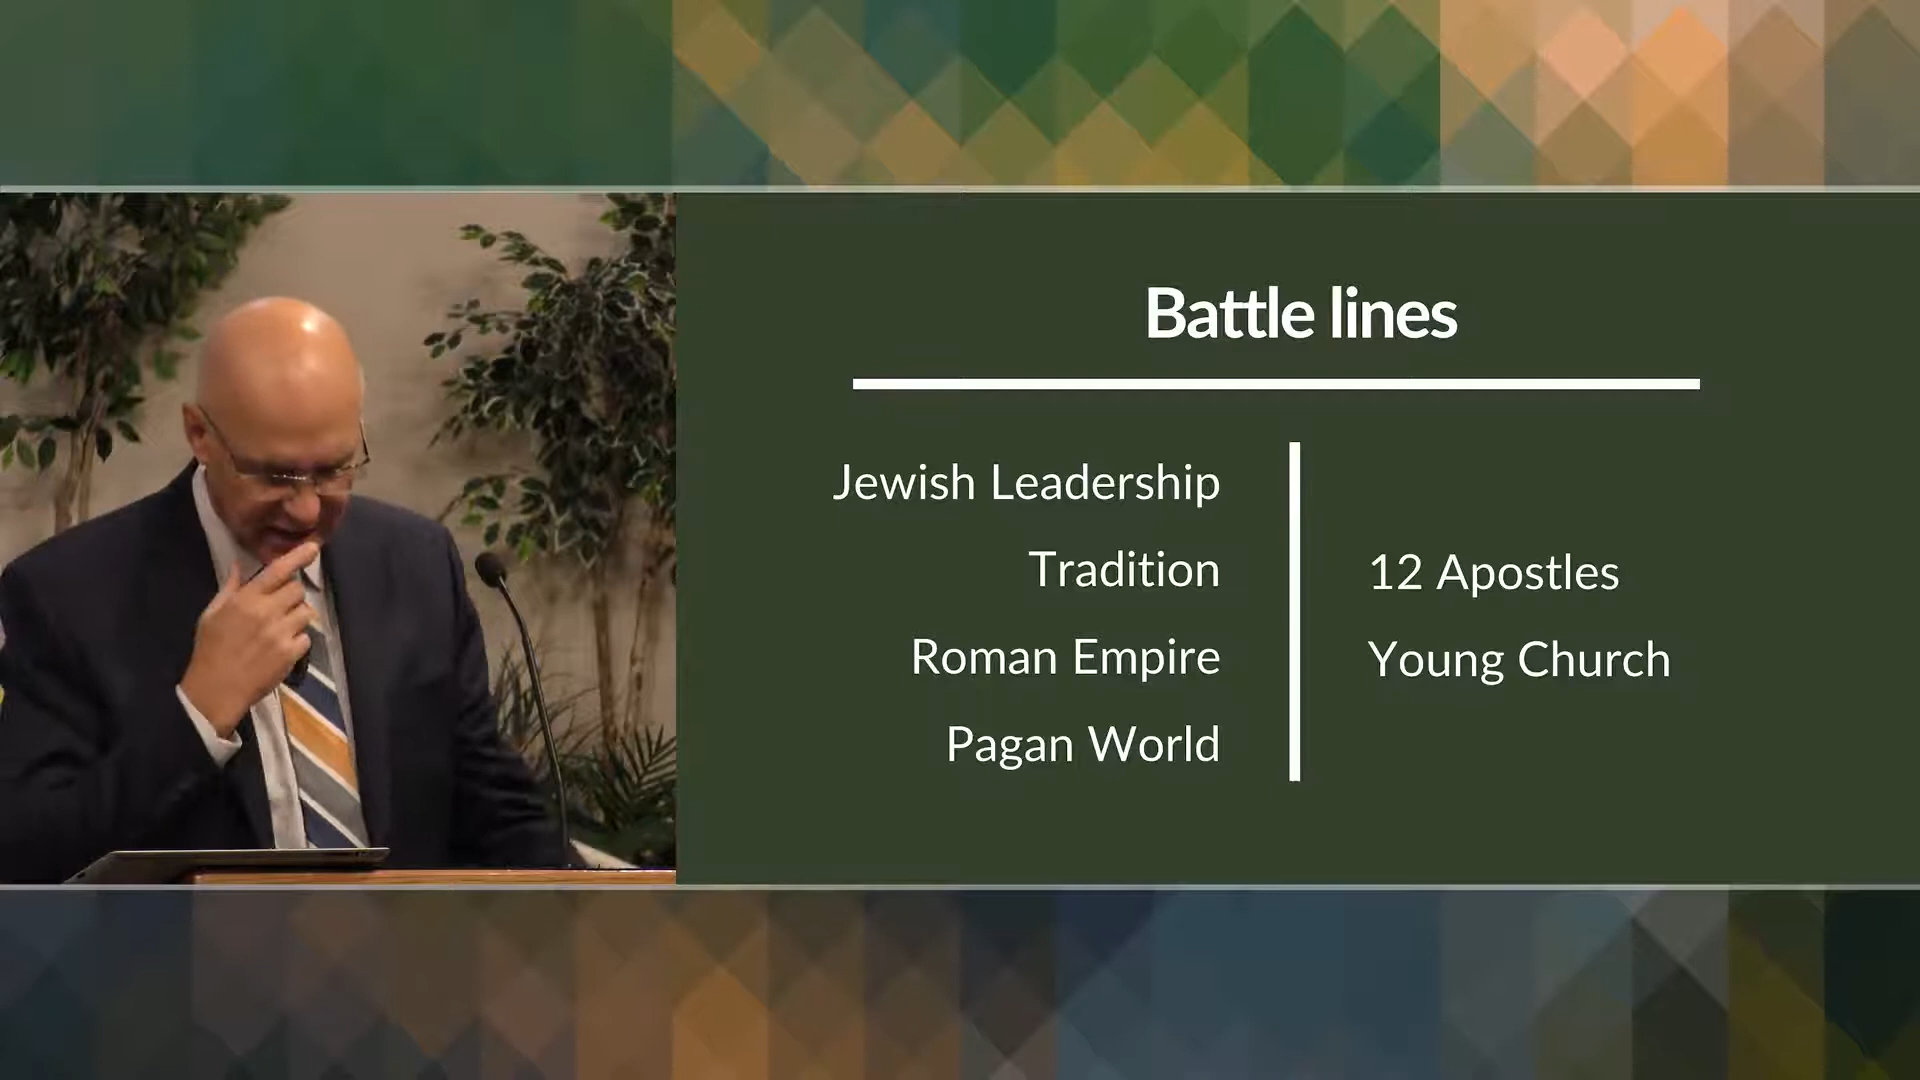 Battle lines
Jewish Leadership
Tradition
Roman Empire
Pagan World
12 Apostles
Young Church